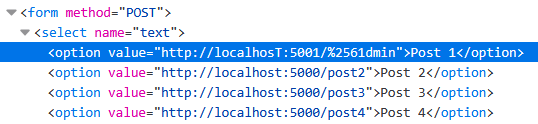 <form method="POST">
<select name="text">
<option value="http://localhosT:5001/%2561dmin">Post 1</option>
<option value="http://localhost:5000/post2">Post 2</option>
<option value="http://localhost:5000/post3">Post 3</option>
<option value="http://localhost:5000/post4">Post 4</option>